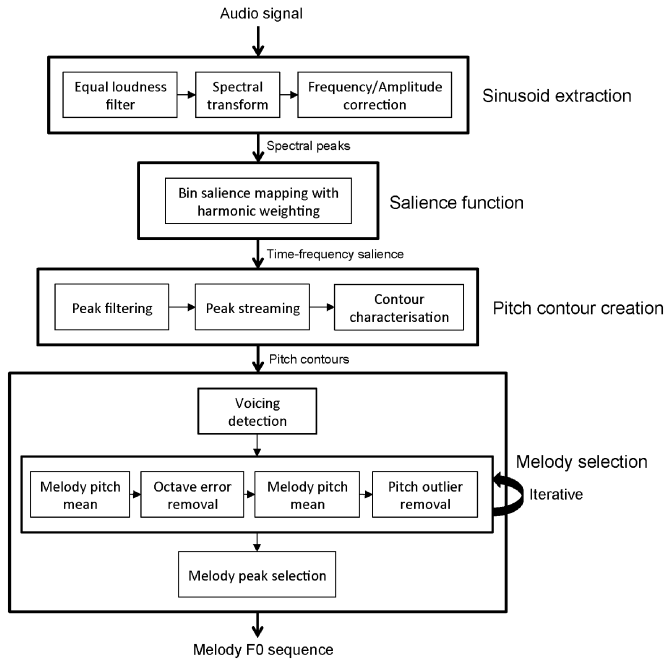 Audio signal
Equal loudness
filter
Spectral
transform
Frequency/Amplitude
correction
Sinusoid extraction
Spectral peaks
Bin salience mapping with
harmonic weighting
Salience function
Time-frequency salience
Peak filtering
Peak streaming
Contour
characterisation
Pitch contour creation
Pitch contours
Voicing
detection
Melody selection
Melody pitch
mean
Octave error
removal
Melody pitch
mean
Pitch outlier
removal
Iterative
Melody peak selection
Melody F0 sequence